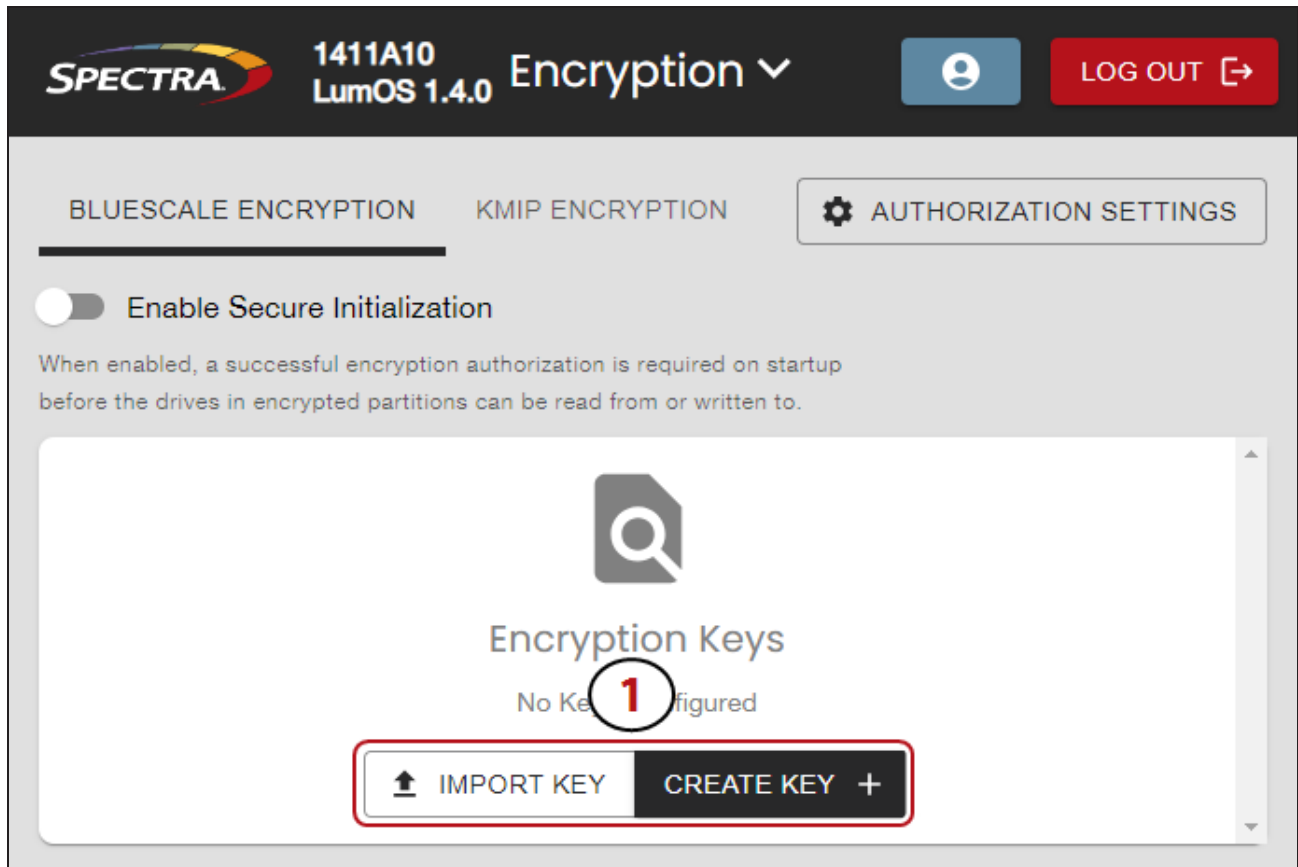 SPECTRA.
1411A10
LumOS 1.4.0
Encryption
LOG OUT
BLUESCALE ENCRYPTION
KMIP ENCRYPTION
AUTHORIZATION SETTINGS
Enable Secure Initialization
When enabled, a successful encryption authorization is required on startup
before the drives in encrypted partitions can be read from or written to.
Encryption Keys
No
1
IMPORT KEY
CREATE KEY +